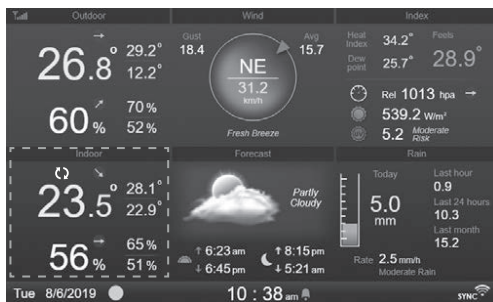 Outdoor
26.8° 29.2° 12.2°
60% 70% 52%
Wind
Gust 18.4
Avg 15.7
NE
31.2
km/h
Fresh Breeze
Index
Heat Index 34.2°
Dew point 25.7°
Feels 28.9°
Rel 1013 hpa
539.2 W/m²
5.2 Moderate Risk
Indoor
23.5° 28.1° 22.9°
56% 65% 51%
Forecast
Partly Cloudy
↑ 6:23 am ↑ 8:15 pm
↓ 6:45 pm ↓ 5:21 am
Rain
Today
5.0
mm
Last hour
0.9
Last 24 hours
10.3
Last month
15.2
Rate 2.5 mm/h
Moderate Rain
Tue 8/6/2019
10 : 38 am
SYNC